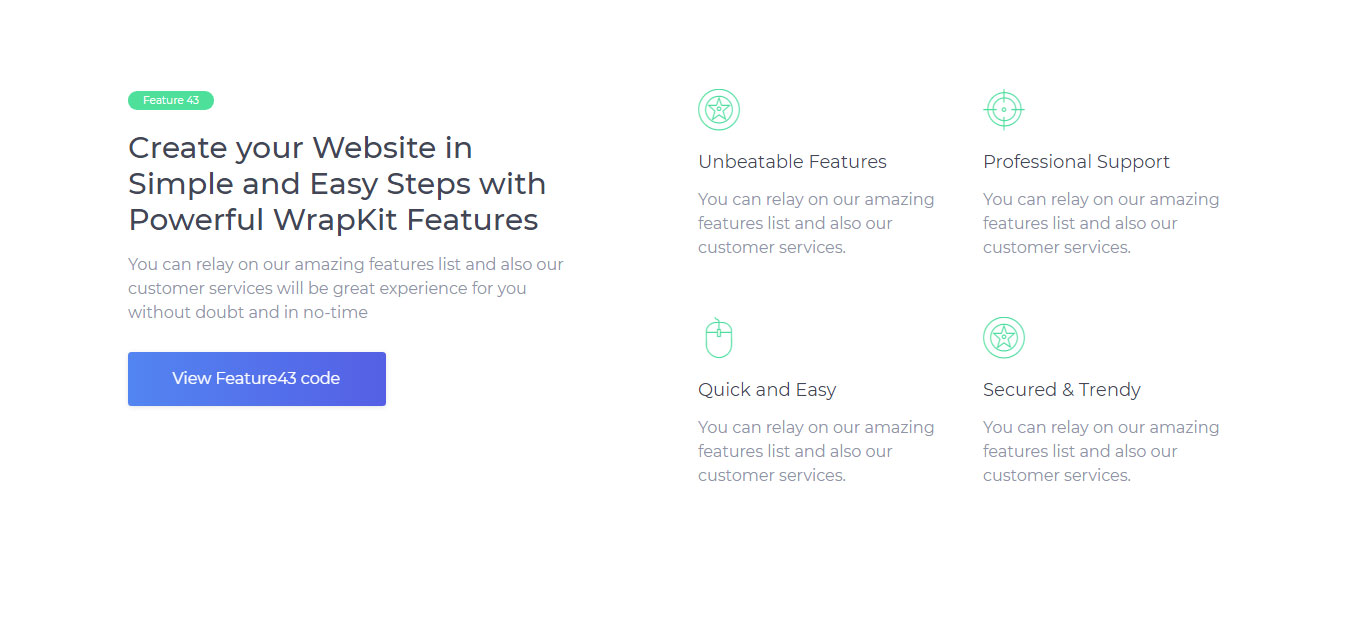 Feature 43
Create your Website in
Simple and Easy Steps with
Powerful WrapKit Features
You can relay on our amazing features list and also our
customer services will be great experience for you
without doubt and in no-time
View Feature43 code
Unbeatable Features
You can relay on our amazing
features list and also our
customer services.
Professional Support
You can relay on our amazing
features list and also our
customer services.
Quick and Easy
You can relay on our amazing
features list and also our
customer services.
Secured & Trendy
You can relay on our amazing
features list and also our
customer services.